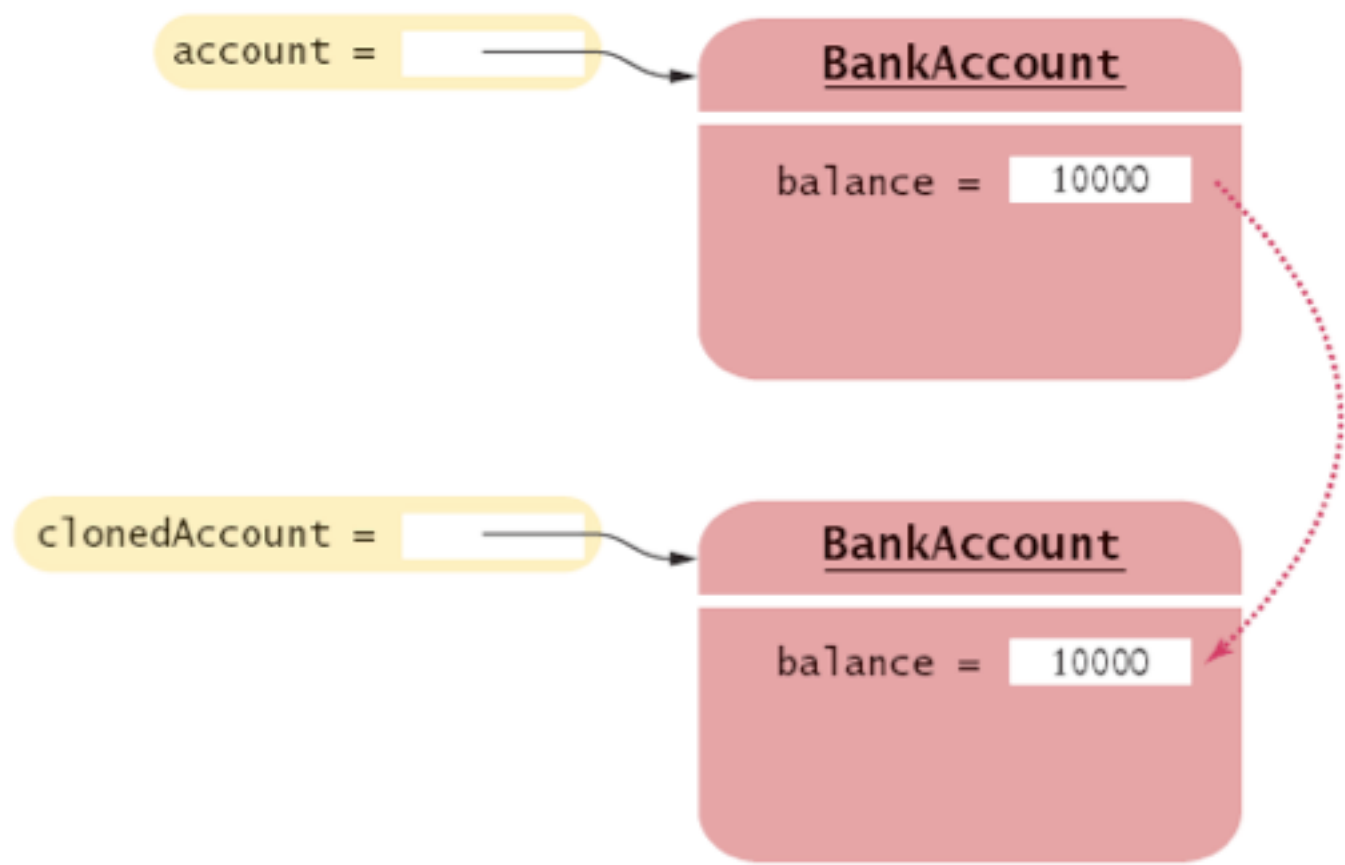 account =
BankAccount
balance = 10000
clonedAccount =
BankAccount
balance = 10000